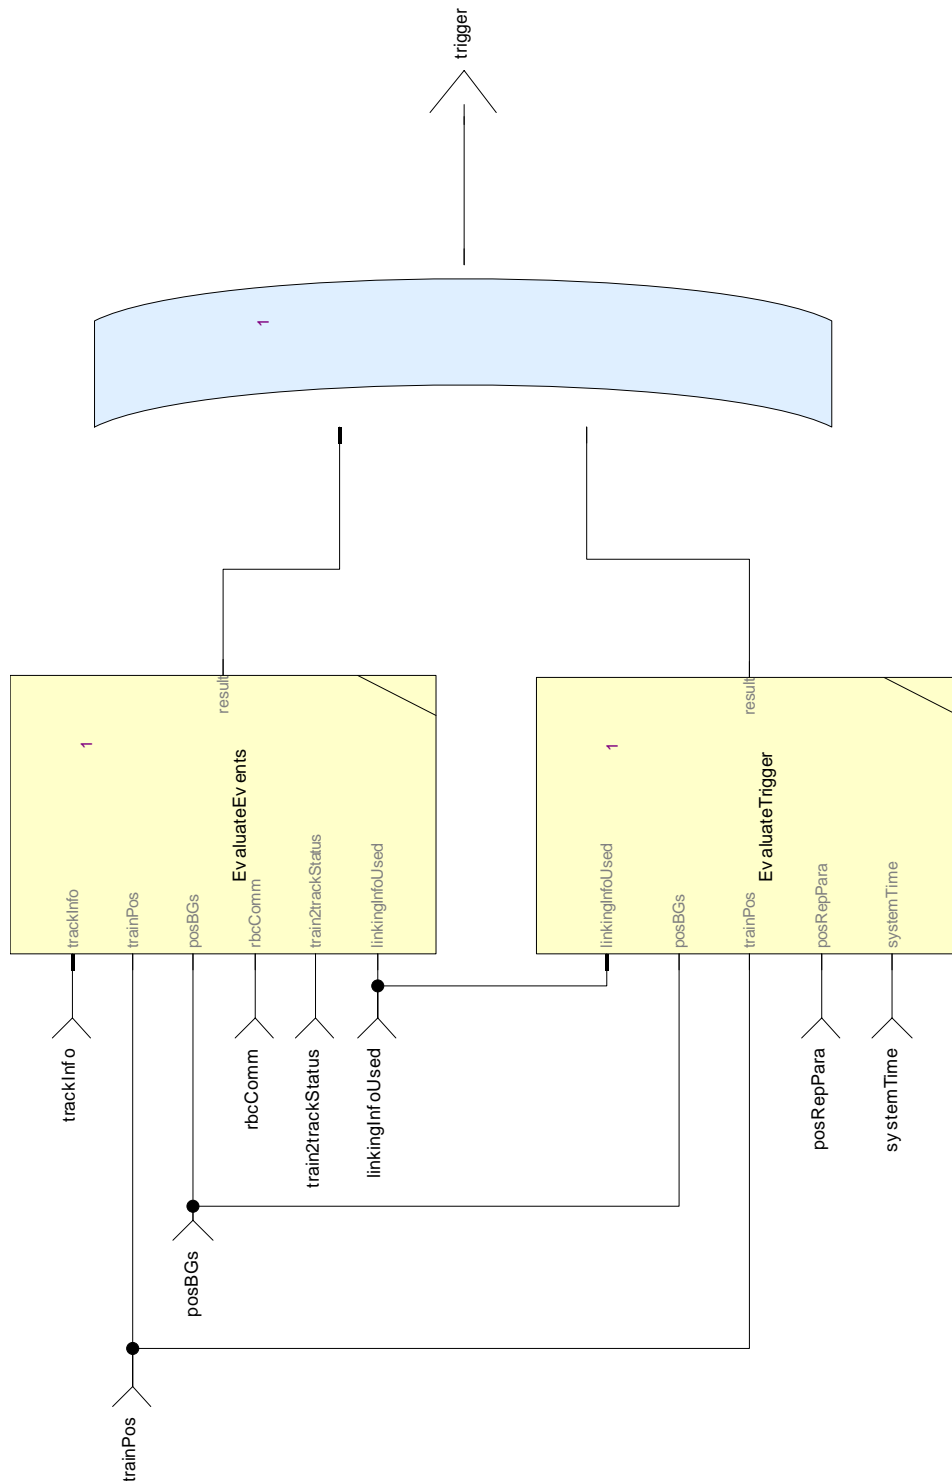 trackInfo
trainPos
posBGs
rbcComm
train2trackStatus
linkingInfoUsed
1
EvaluateEvents
result
linkingInfoUsed
posBGs
trainPos
posRepPara
systemTime
1
EvaluateTrigger
result
1
trigger
trackInfo
rbcComm
train2trackStatus
linkingInfoUsed
posBGs
trainPos
posRepPara
systemTime